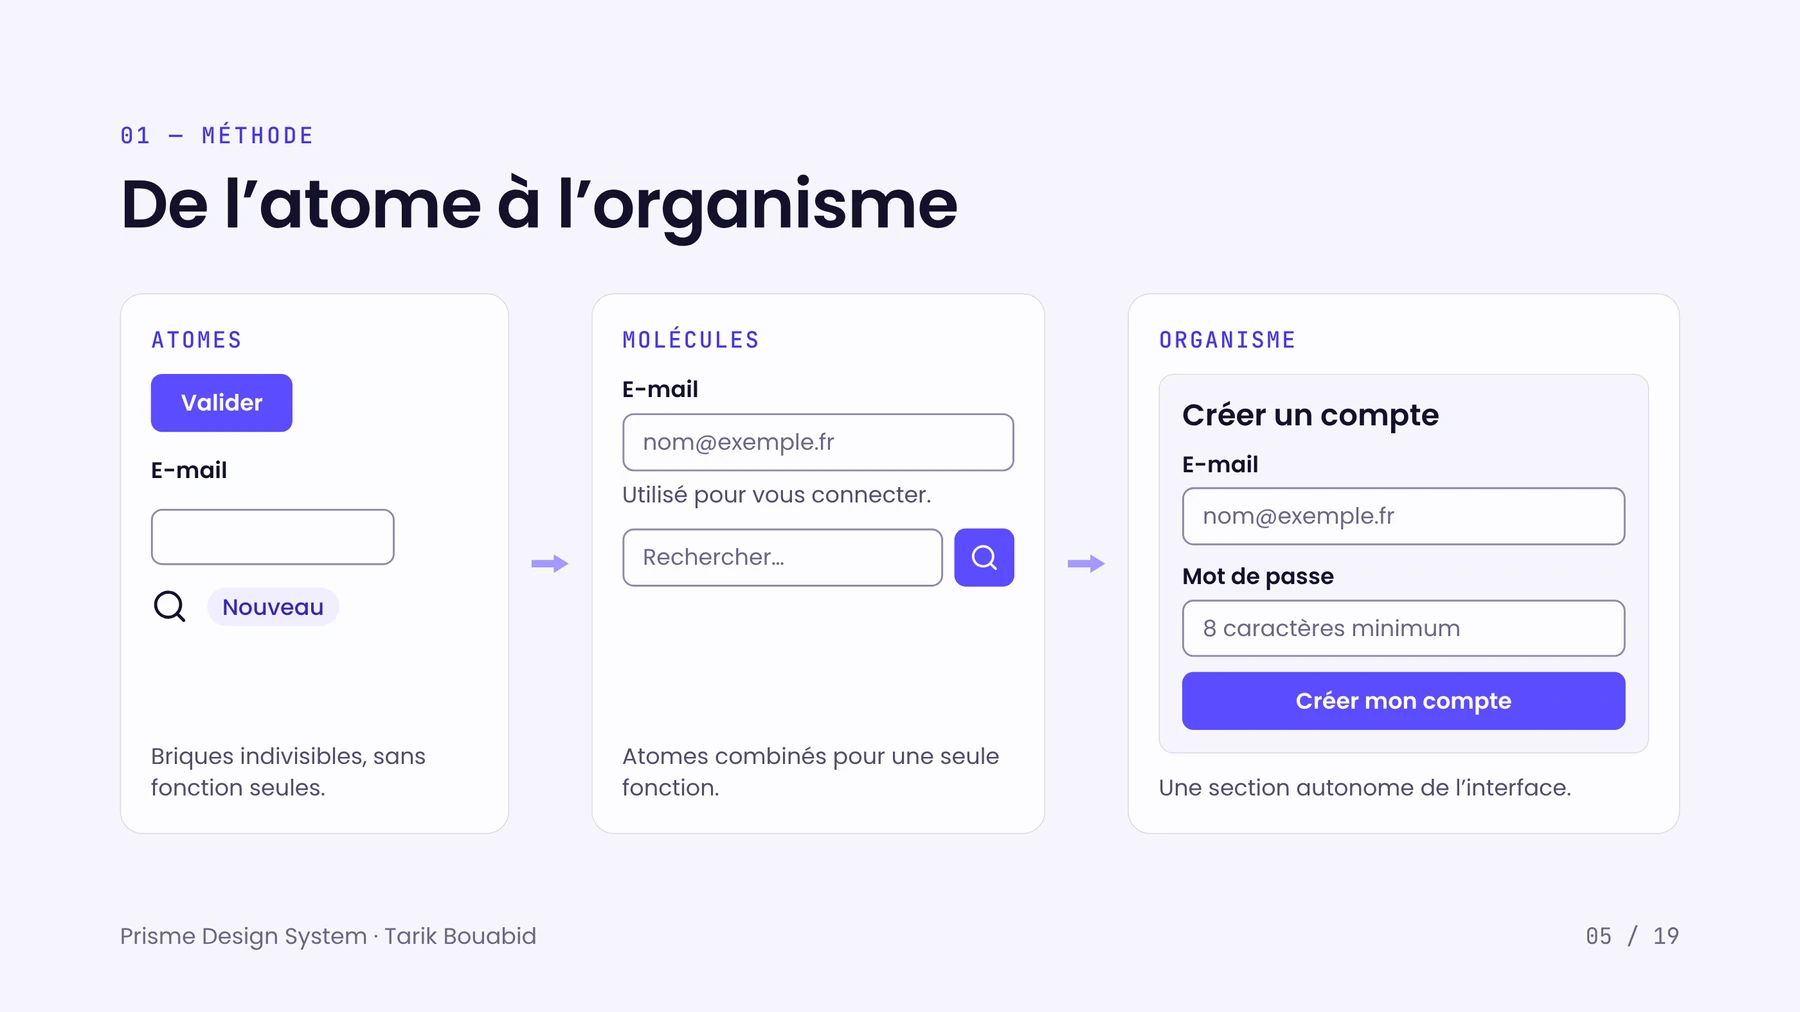 01 — MÉTHODE
De l’atome à l’organisme
ATOMES
Valider
E-mail
Nouveau
Briques indivisibles, sans
fonction seules.
MOLÉCULES
E-mail
nom@exemple.fr
Utilisé pour vous connecter.
Rechercher…
Atomes combinés pour une seule
fonction.
ORGANISME
Créer un compte
E-mail
nom@exemple.fr
Mot de passe
8 caractères minimum
Créer mon compte
Une section autonome de l’interface.
Prisme Design System · Tarik Bouabid
05 / 19